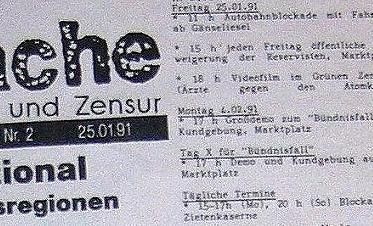 ache
und Zensur
Nr. 2 25.01.91
tional
sregionen
Freitag 25.01.91
* 11 h Autobahnblockade mit Fah
ab Gänseliesel
* 15 h jeden Freitag öffentliche
weigerung der Reservisten, Marktp
* 18 h Videofilm im Grünen Ze
(Ärzte gegen den Atomk
Montag 4.02.91
* 17 h Großdemo zum "Bündnisfall
Kundgebung, Marktplatz
Tag X für "Bündnisfall"
* 17 h Demo und Kundgebung au
Marktplatz
Tägliche Termine
* 15-17h (Mo), 20 h (So) Blocka
Zietenkaserne